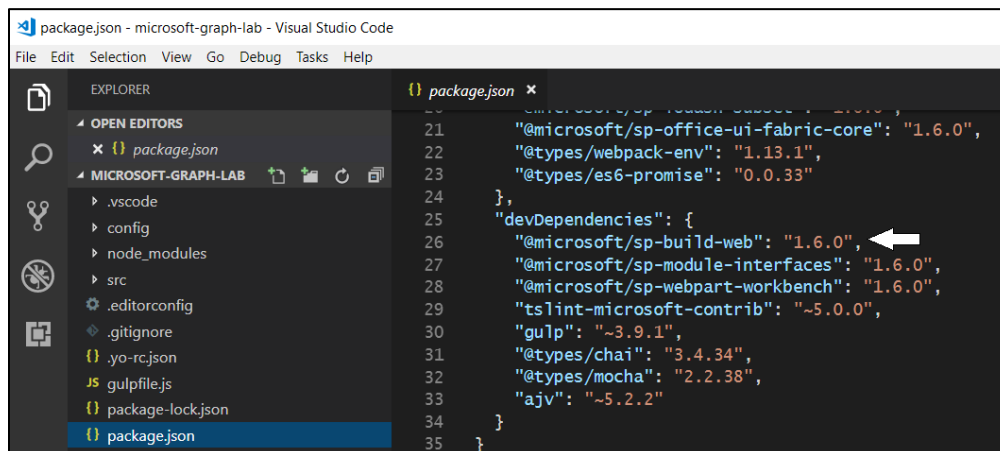 package.json - microsoft-graph-lab - Visual Studio Code
File Edit Selection View Go Debug Tasks Help
EXPLORER
OPEN EDITORS
{} package.json
MICROSOFT-GRAPH-LAB
.vscode
config
node_modules
src
.editorconfig
.gitignore
{} .yo-rc.json
JS gulpfile.js
{} package-lock.json
{} package.json
{} package.json ×
21 "@microsoft/sp-office-ui-fabric-core": "1.6.0",
22 "@types/webpack-env": "1.13.1",
23 "@types/es6-promise": "0.0.33"
24 },
25 "devDependencies": {
26 "@microsoft/sp-build-web": "1.6.0",
27 "@microsoft/sp-module-interfaces": "1.6.0",
28 "@microsoft/sp-webpart-workbench": "1.6.0",
29 "tslint-microsoft-contrib": "~5.0.0",
30 "gulp": "~3.9.1",
31 "@types/chai": "3.4.34",
32 "@types/mocha": "2.2.38",
33 "ajv": "~5.2.2"
34 }
35 }